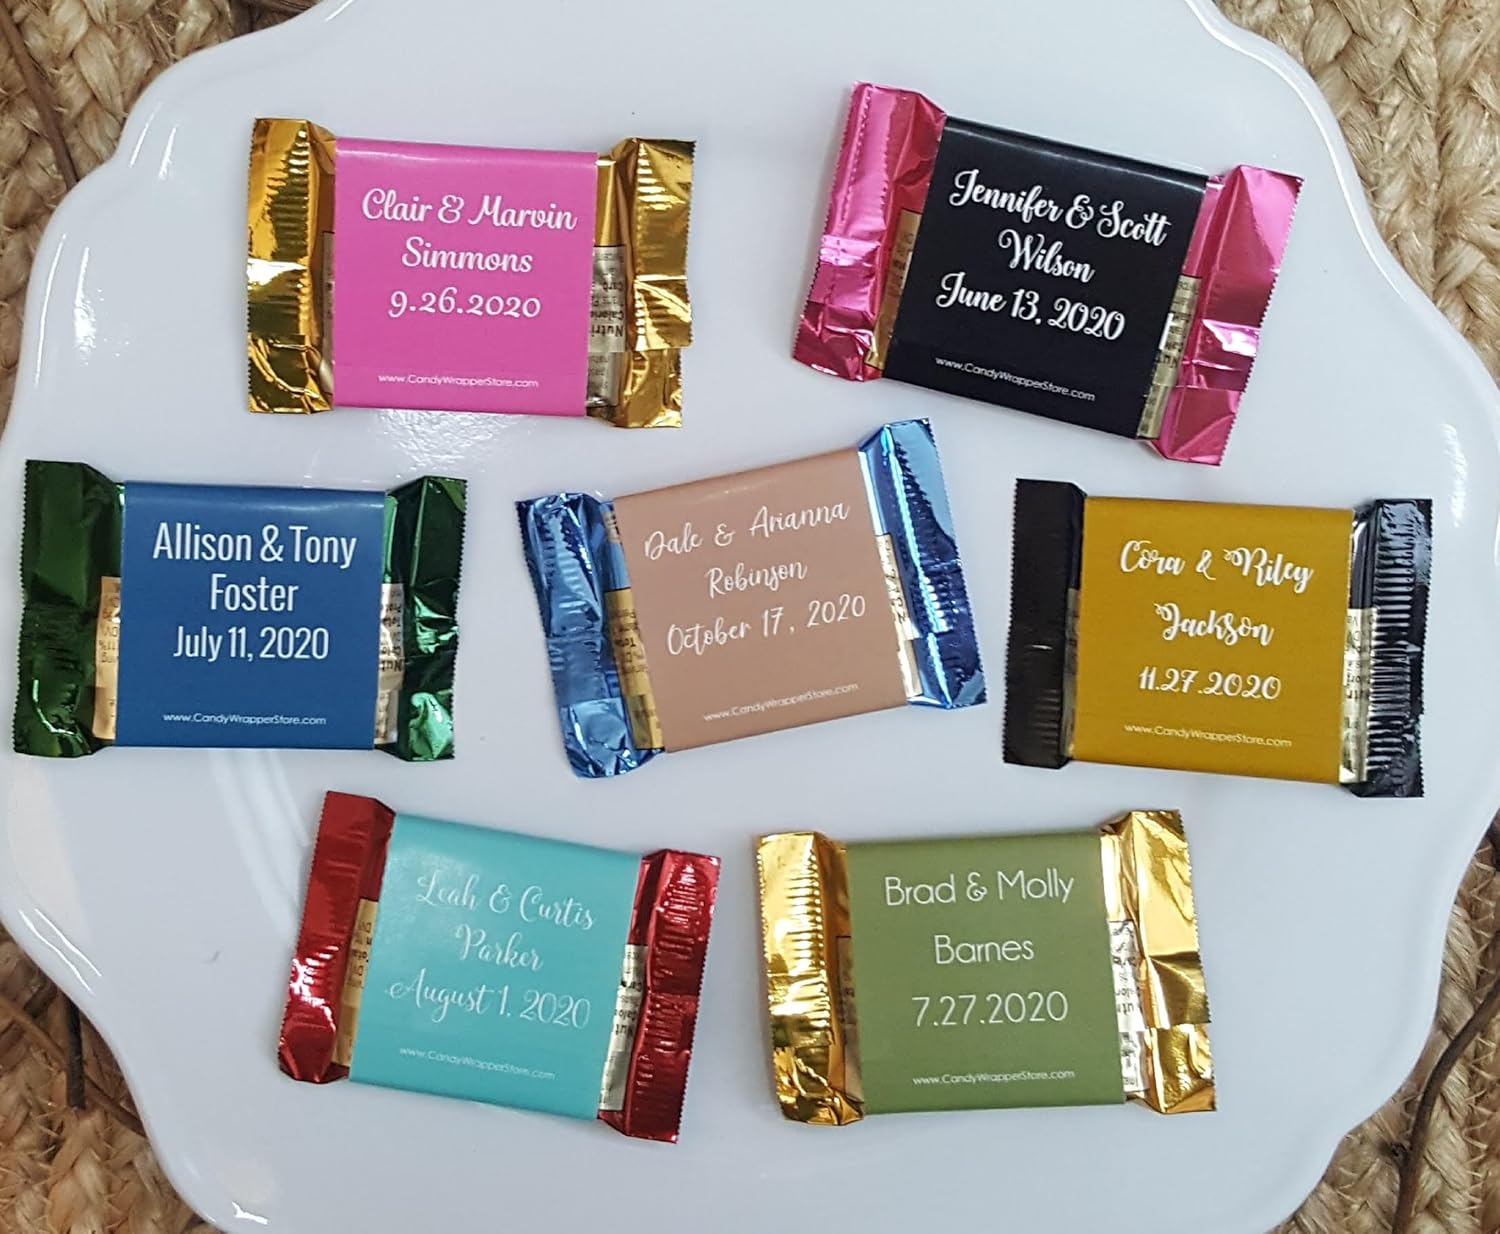 Clair & Marvin
Simmons
9.26.2020
www.CandyWrapperStore.com
Jennifer & Scott
Wilson
June 13, 2020
www.CandyWrapperStore.com
Allison & Tony
Foster
July 11, 2020
www.CandyWrapperStore.com
Dale & Arianna
Robinson
October 17, 2020
www.CandyWrapperStore.com
Cora & Riley
Jackson
11.27.2020
www.CandyWrapperStore.com
Leah & Curtis
Parker
August 1, 2020
www.CandyWrapperStore.com
Brad & Molly
Barnes
7.27.2020
www.CandyWrapperStore.com